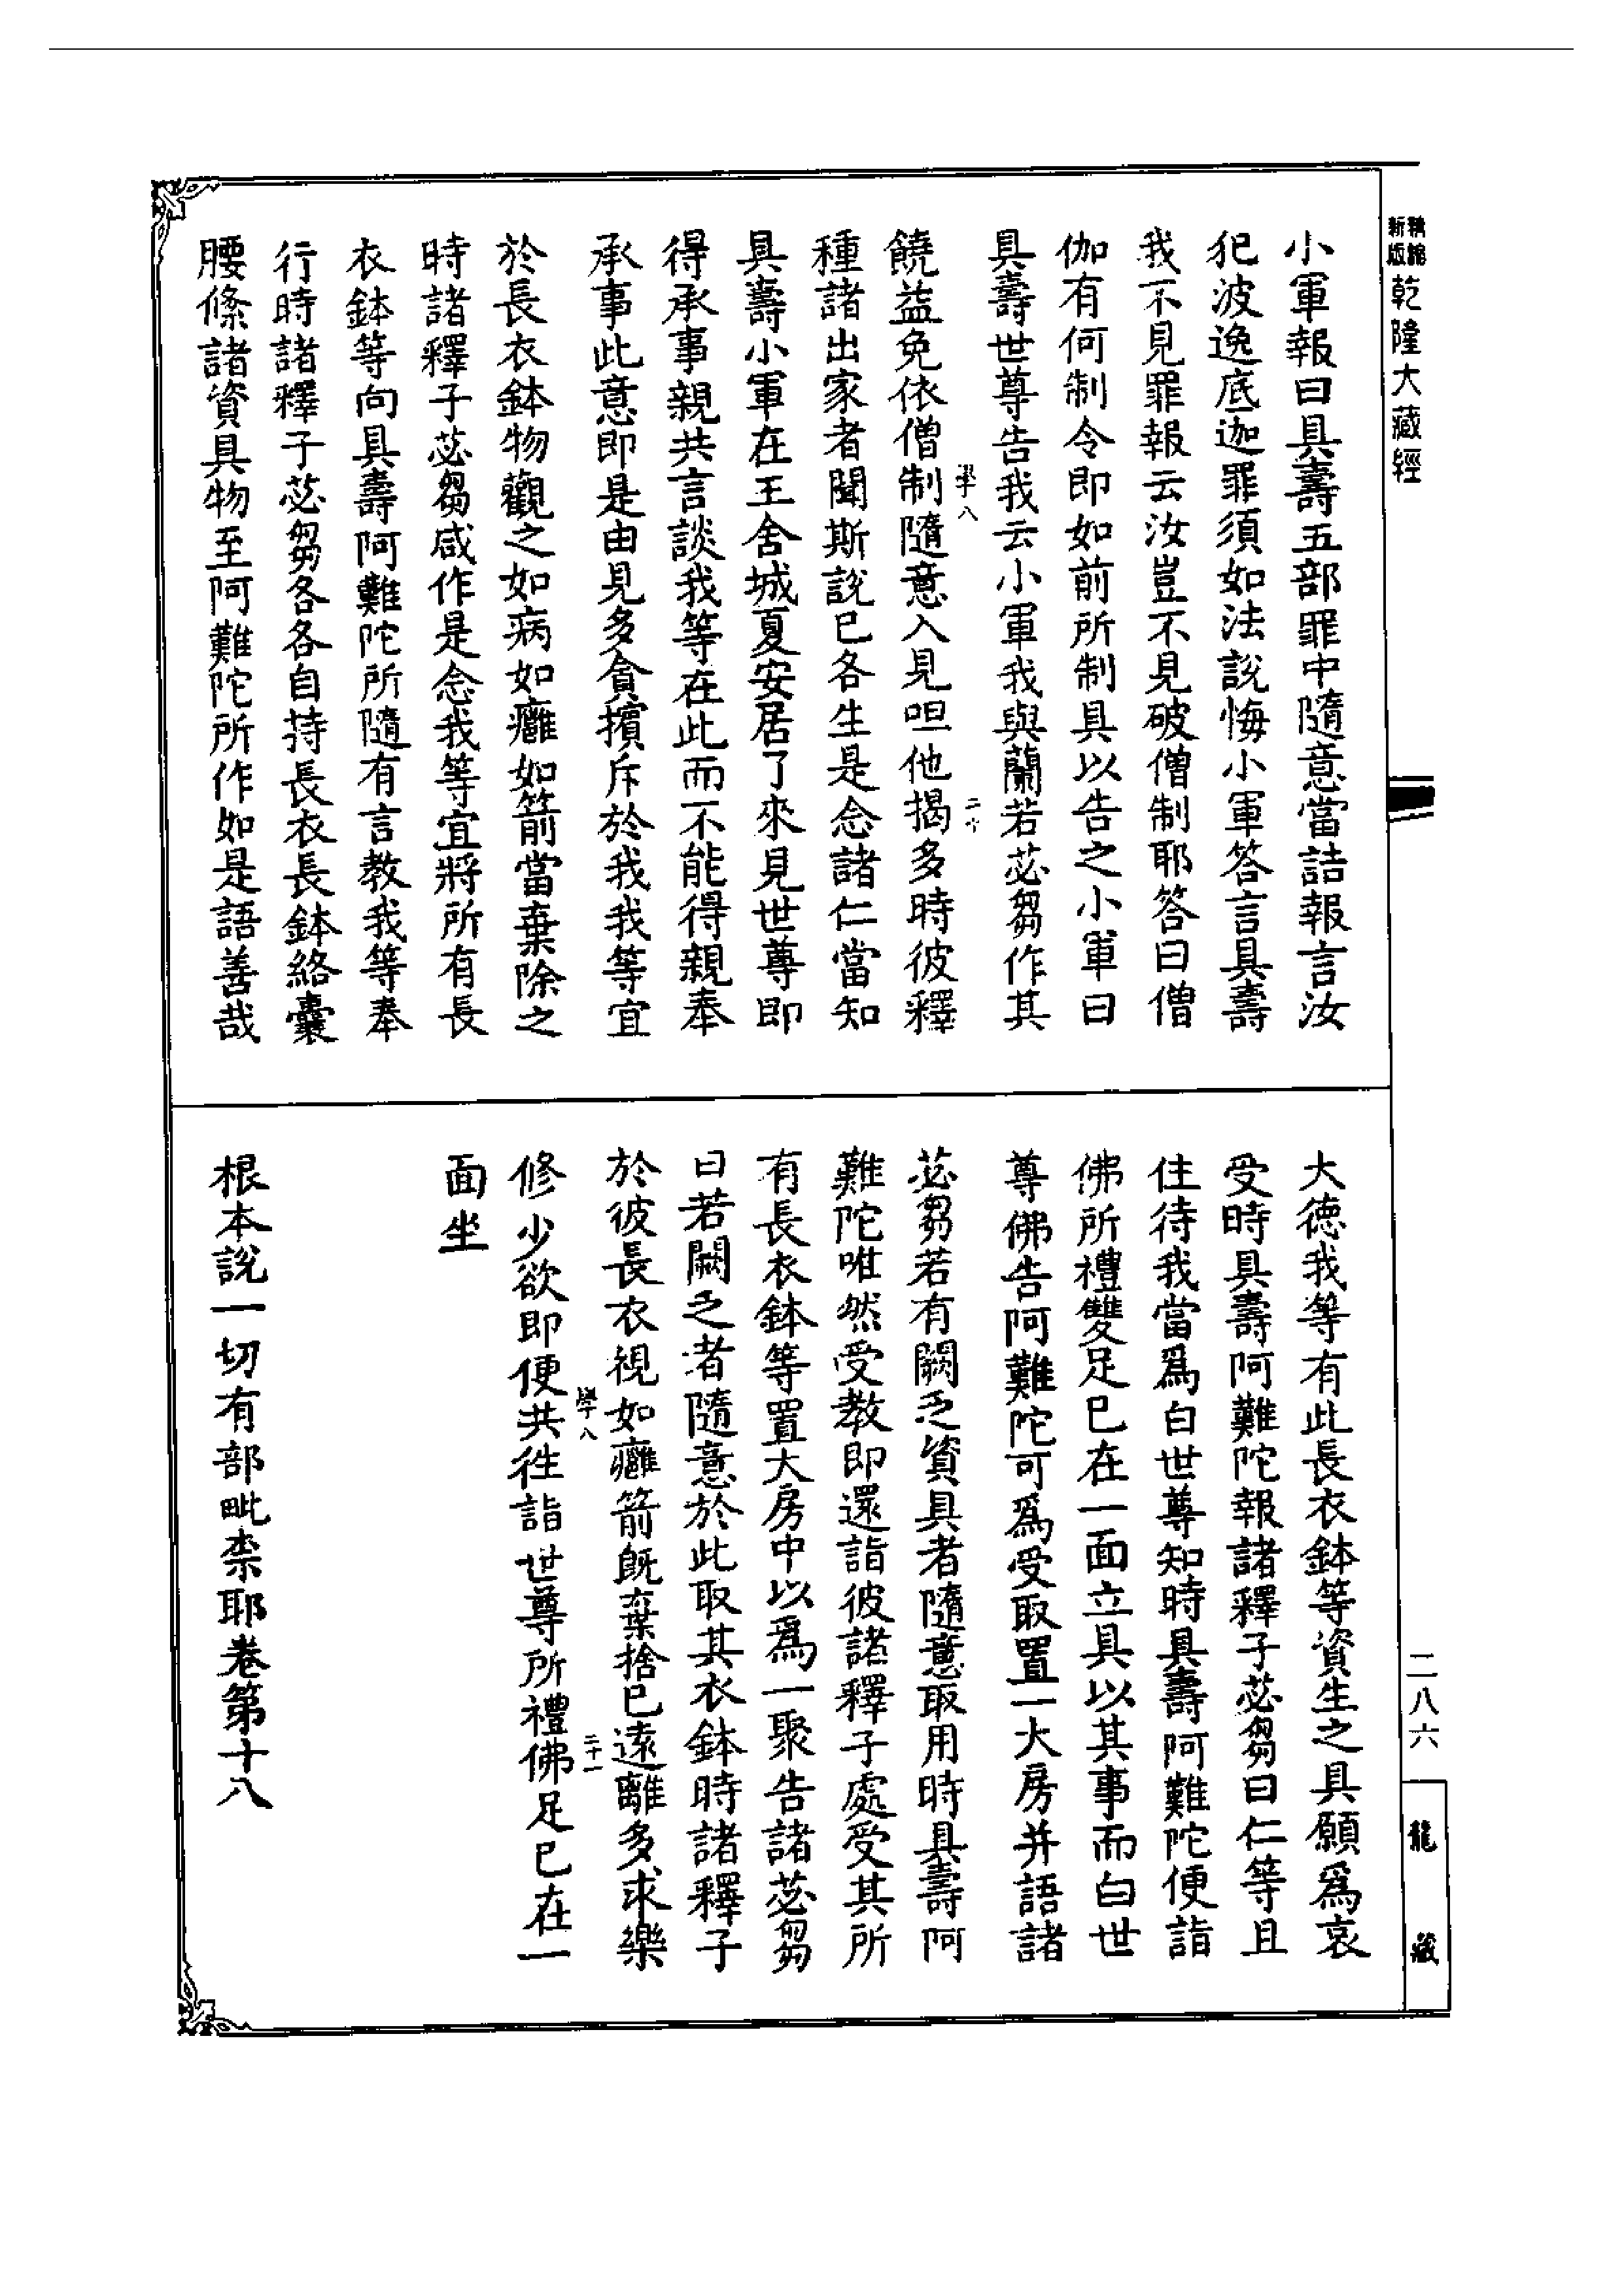 精縮
新版
乾隆大藏經
小軍報曰具壽五部罪中隨意當詰報言汝
犯波逸底迦罪須如法說悔小軍答言具壽
我不見罪報云汝豈不見破僧制耶答曰僧
伽有何制令即如前所制具以告之小軍曰
具壽世尊告我云小軍我與蘭若苾芻作其
學八
二十
饒益免依僧制隨意入見呾他揭多時彼釋
種諸出家者聞斯說已各生是念諸仁當知
具壽小軍在王舍城夏安居了來見世尊即
得承事親共言談我等在此而不能得親奉
承事此意即是由見多貪擯斥於我我等宜
於長衣鉢物觀之如病如癰如箭當棄除之
時諸釋子苾芻咸作是念我等宜將所有長
衣鉢等向具壽阿難陀所隨有言教我等奉
行時諸釋子苾芻各各自持長衣長鉢絡囊
腰絛諸資具物至阿難陀所作如是語善哉
大德我等有此長衣鉢等資生之具願爲哀
受時具壽阿難陀報諸釋子苾芻曰仁等且
住待我當爲白世尊知時具壽阿難陀便詣
佛所禮雙足已在一面立具以其事而白世
尊佛告阿難陀可爲受取置一大房并語諸
苾芻若有闕乏資具者隨意取用時具壽阿
難陀唯然受教即還詣彼諸釋子處受其所
有長衣鉢等置大房中以爲一聚告諸苾芻
曰若闕乏者隨意於此取其衣鉢時諸釋子
於彼長衣視如癰箭既棄捨已遠離多求樂
學八
二十一
修少欲即便共往詣世尊所禮佛足已在一
面坐
根本說一切有部毗柰耶卷第十八
二八六
龍藏